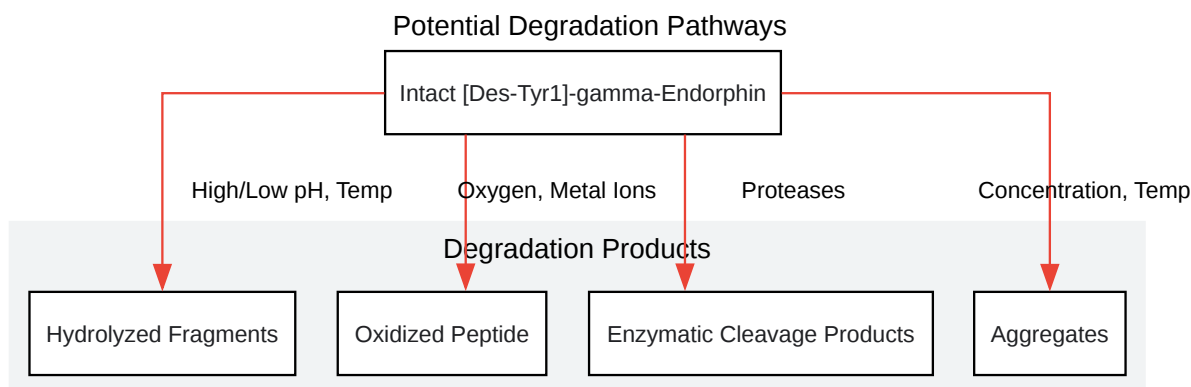 Potential Degradation Pathways
Intact [Des-Tyr1]-gamma-Endorphin
High/Low pH, Temp
Oxygen, Metal Ions
Proteases
Concentration, Temp
Degradation Products
Hydrolyzed Fragments
Oxidized Peptide
Enzymatic Cleavage Products
Aggregates